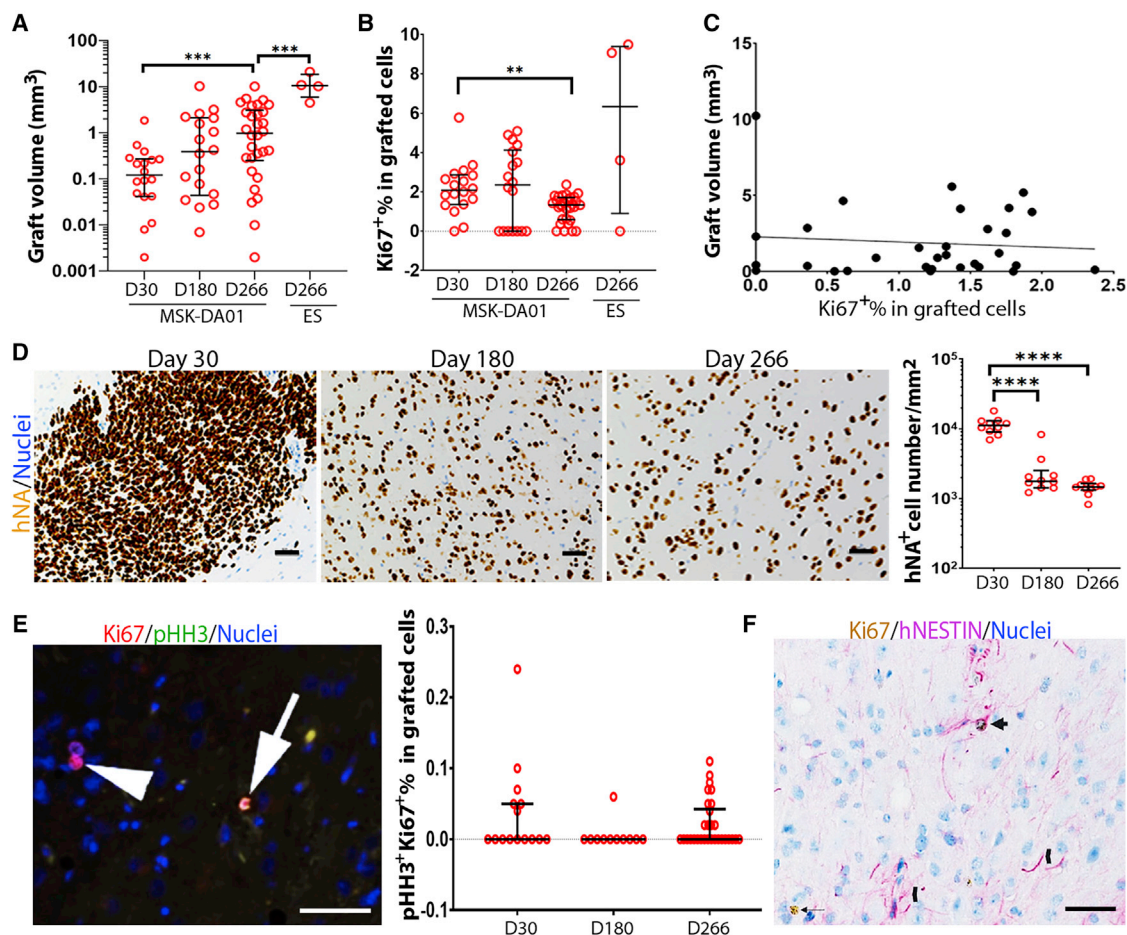 A
Graft volume (mm3)
100
10
1
0.1
0.01
0.001
***
***
D30 D180 D266 D266
MSK-DA01 ES
B
Ki67+% in grafted cells
10
8
6
4
2
0
-2
**
D30 D180 D266 D266
MSK-DA01 ES
C
Graft volume (mm3)
15
10
5
0
0.0 0.5 1.0 1.5 2.0 2.5
Ki67+% in grafted cells
D
Day 30 Day 180 Day 266
hNA/Nuclei
hNA+ cell number/mm2
105
104
103
102
****
****
D30 D180 D266
E
Ki67/pHH3/Nuclei
pHH3+Ki67+% in grafted cells
0.3
0.2
0.1
0.0
-0.1
D30 D180 D266
F
Ki67/hNESTIN/Nuclei